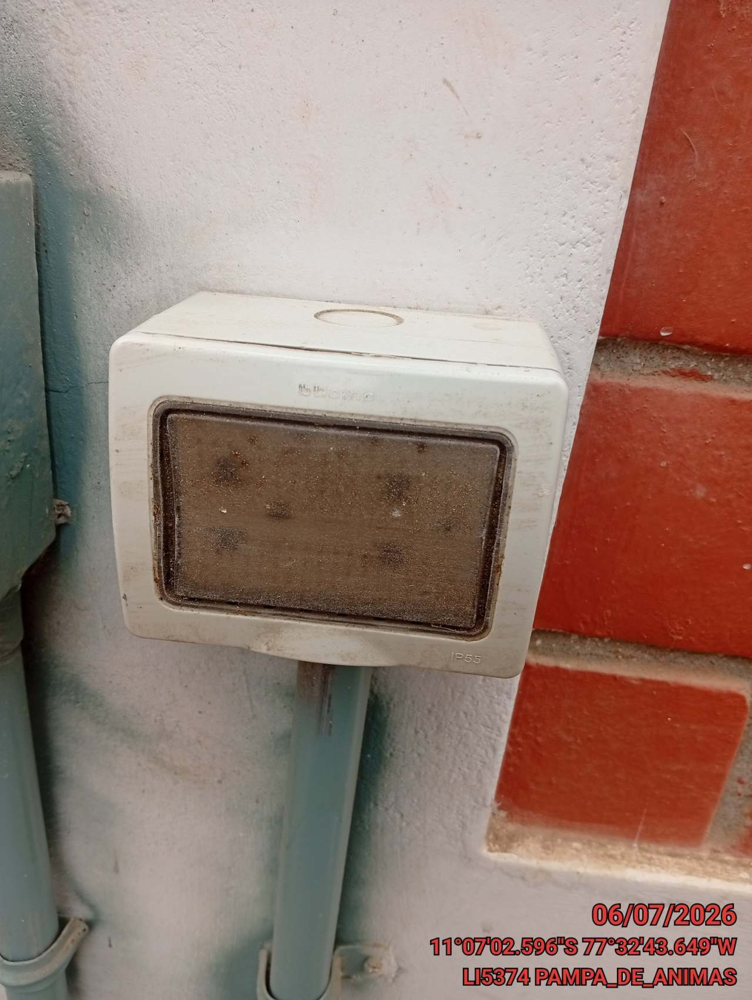 bticino
IP55
06/07/2026
11°07'02.596"S 77°32'43.649"W
LI5374 PAMPA_DE_ANIMAS